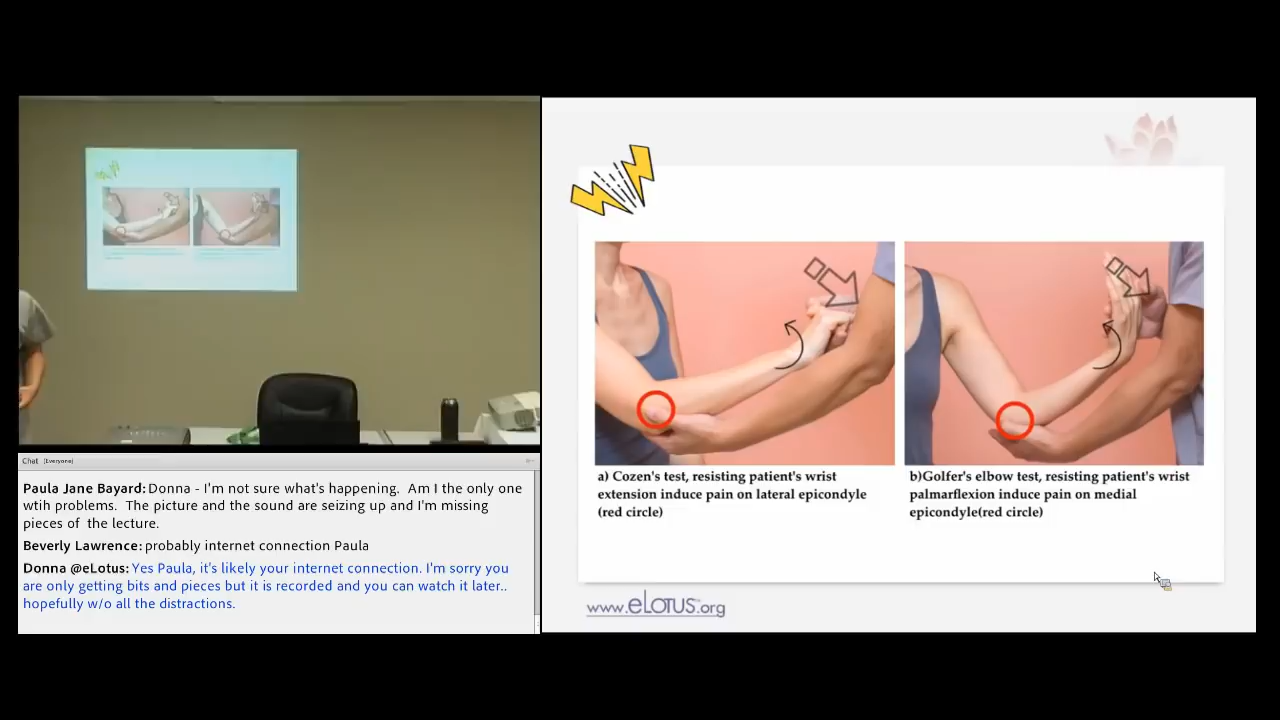 Chat (Everyone)
Paula Jane Bayard: Donna - I'm not sure what's happening. Am I the only one
wtih problems. The picture and the sound are seizing up and I'm missing
pieces of the lecture.
Beverly Lawrence: probably internet connection Paula
Donna @eLotus: Yes Paula, it's likely your internet connection. I'm sorry you
are only getting bits and pieces but it is recorded and you can watch it later..
hopefully w/o all the distractions.
a) Cozen's test, resisting patient's wrist
extension induce pain on lateral epicondyle
(red circle)
b)Golfer's elbow test, resisting patient's wrist
palmarflexion induce pain on medial
epicondyle(red circle)
www.eLOTUS.org